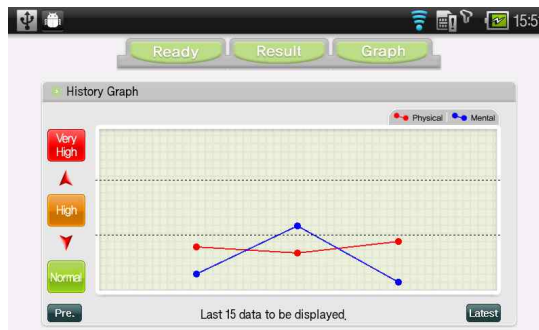 15:5
Ready Result Graph
History Graph
Physical Mental
Very
High
High
Normal
Pre. Last 15 data to be displayed. Latest